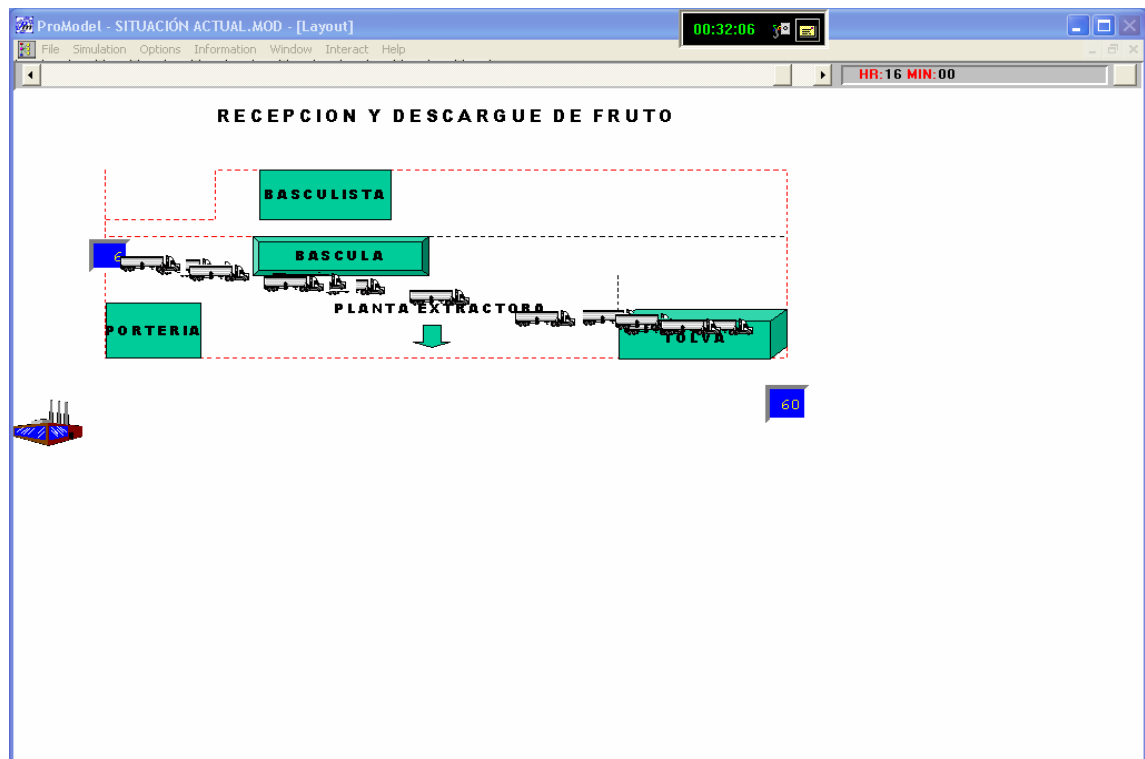 ProModel - SITUACIÓN ACTUAL.MOD - [Layout]
00:32:06
File Simulation Options Information Window Interact Help
HR:16 MIN:00
RECEPCION Y DESCARGUE DE FRUTO
BASCULISTA
6
BASCULA
PLANTA EXTRACTORA
PORTERIA
TOLVA
60